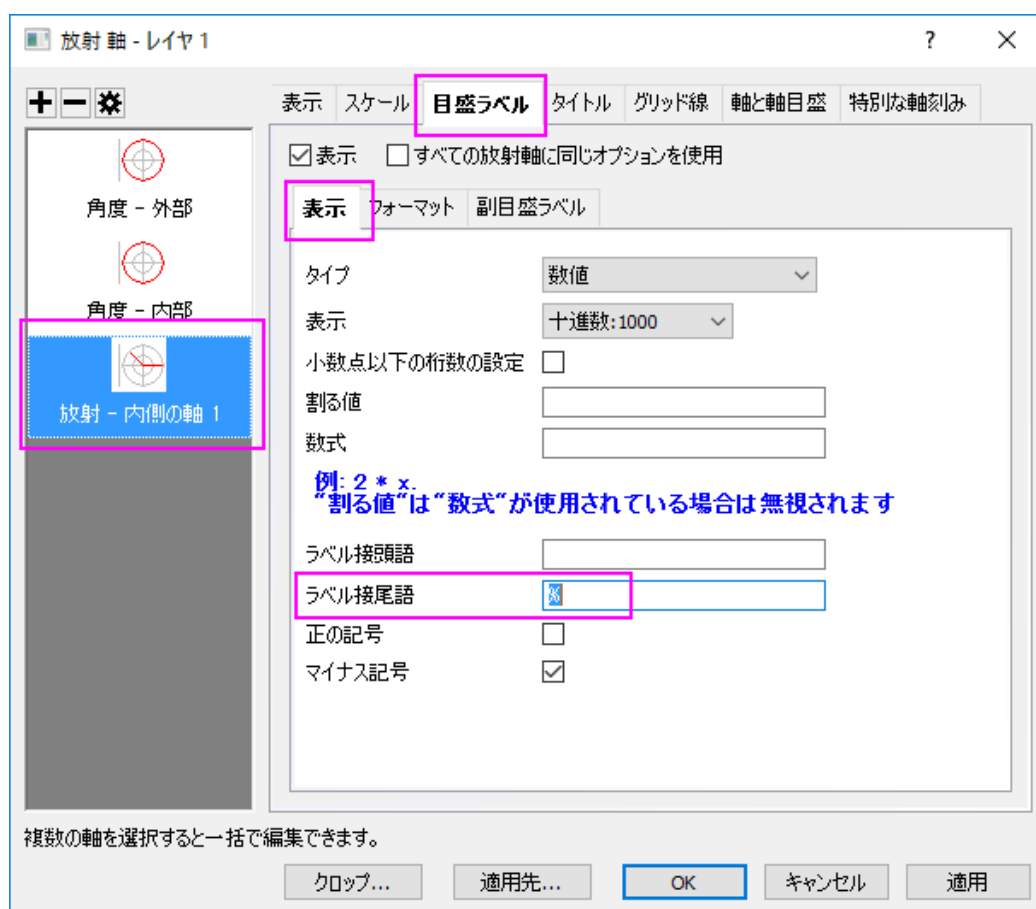 放射 軸 - レイヤ 1
?
表示 スケール 目盛ラベル タイトル グリッド線 軸と軸目盛 特別な軸刻み
表示 すべての放射軸に同じオプションを使用
角度 - 外部
表示 フォーマット 副目盛ラベル
角度 - 内部
放射 - 内側の軸 1
タイプ 数値
表示 十進数:1000
小数点以下の桁数の設定
割る値
数式
例: 2 * x.
"割る値"は"数式"が使用されている場合は無視されます
ラベル接頭語
ラベル接尾語 %
正の記号
マイナス記号
複数の軸を選択すると一括で編集できます。
クロップ... 適用先... OK キャンセル 適用